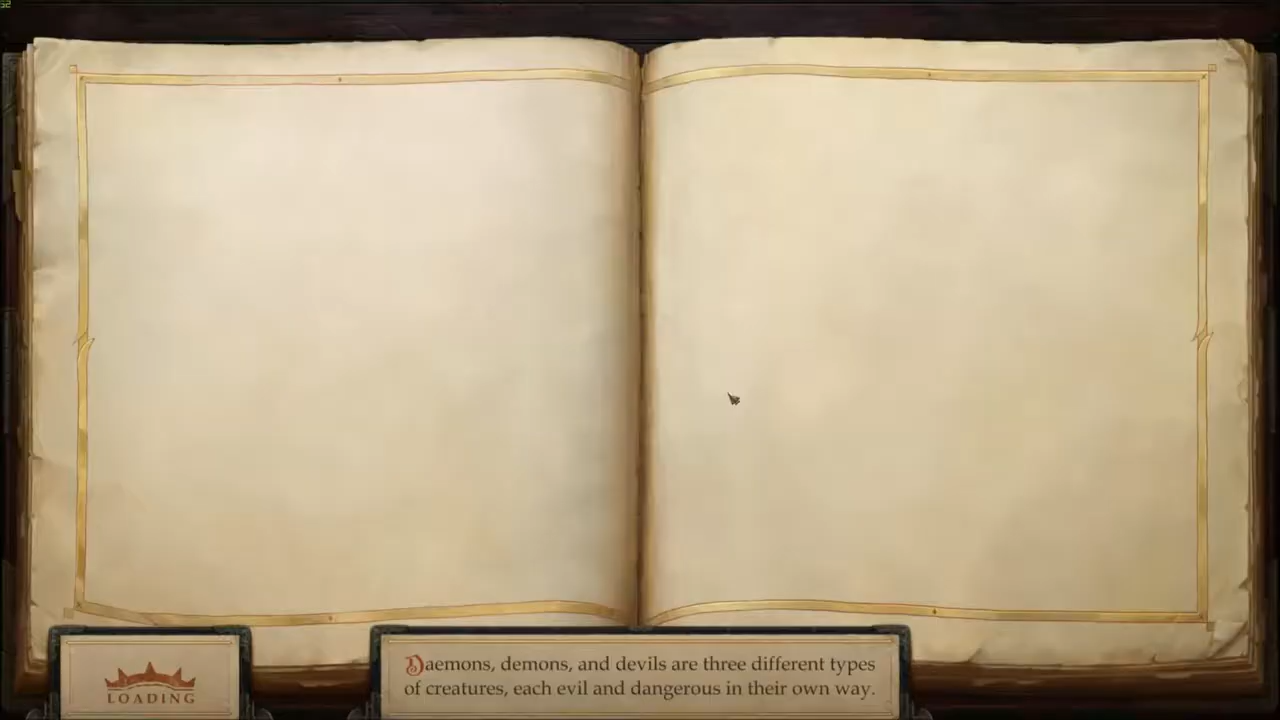 52
Daemons, demons, and devils are three different types
of creatures, each evil and dangerous in their own way.
LOADING